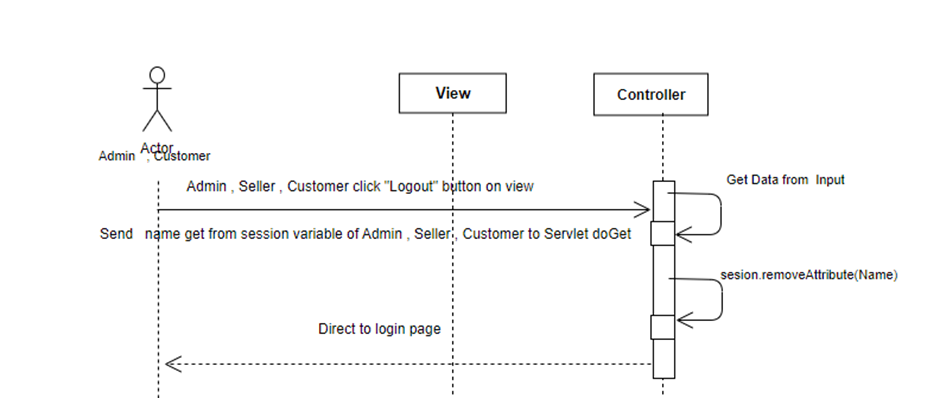 View
Controller
Actor
Admin , Customer
Admin , Seller , Customer click "Logout" button on view
Get Data from Input
Send name get from session variable of Admin , Seller , Customer to Servlet doGet
sesion.removeAttribute(Name)
Direct to login page